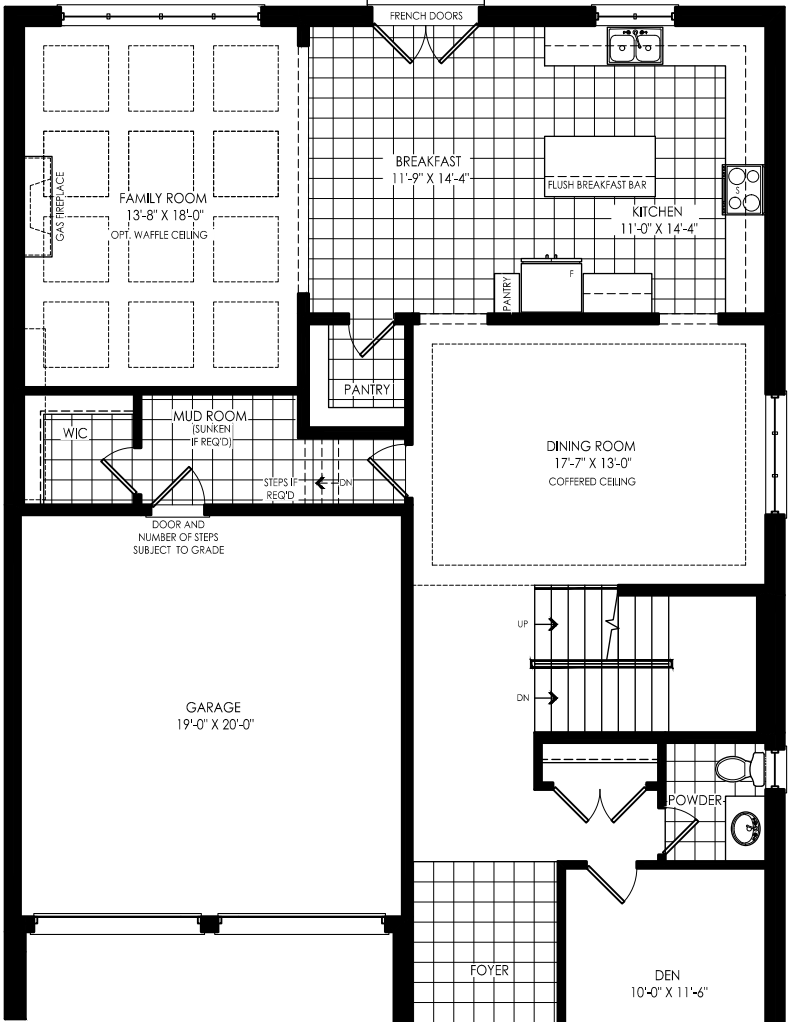 FRENCH DOORS
BREAKFAST
11'-9" X 14'-4"
FLUSH BREAKFAST BAR
S
KITCHEN
11'-0" X 14'-4"
GAS FIREPLACE
FAMILY ROOM
13'-8" X 18'-0"
OPT. WAFFLE CEILING
F
PANTRY
PANTRY
WIC
MUD ROOM
(SUNKEN
IF REQ'D)
STEPS IF
REQ'D
DN
DINING ROOM
17'-7" X 13'-0"
COFFERED CEILING
DOOR AND
NUMBER OF STEPS
SUBJECT TO GRADE
UP
DN
GARAGE
19'-0" X 20'-0"
POWDER
FOYER
DEN
10'-0" X 11'-6"